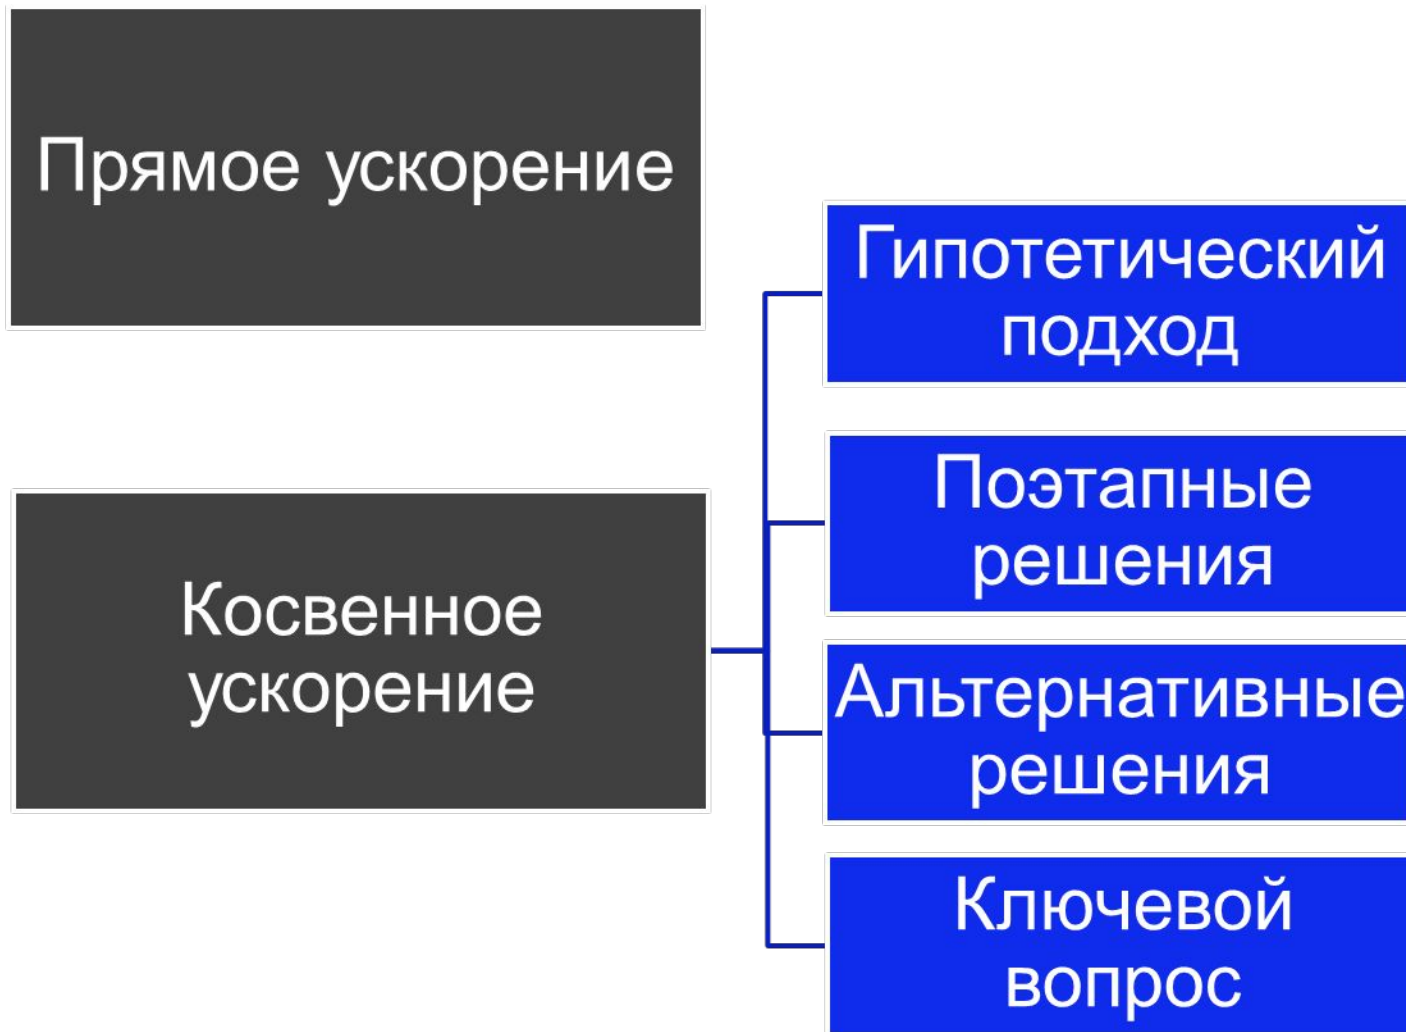 Прямое ускорение
Косвенное
ускорение
Гипотетический
подход
Поэтапные
решения
Альтернативные
решения
Ключевой
вопрос